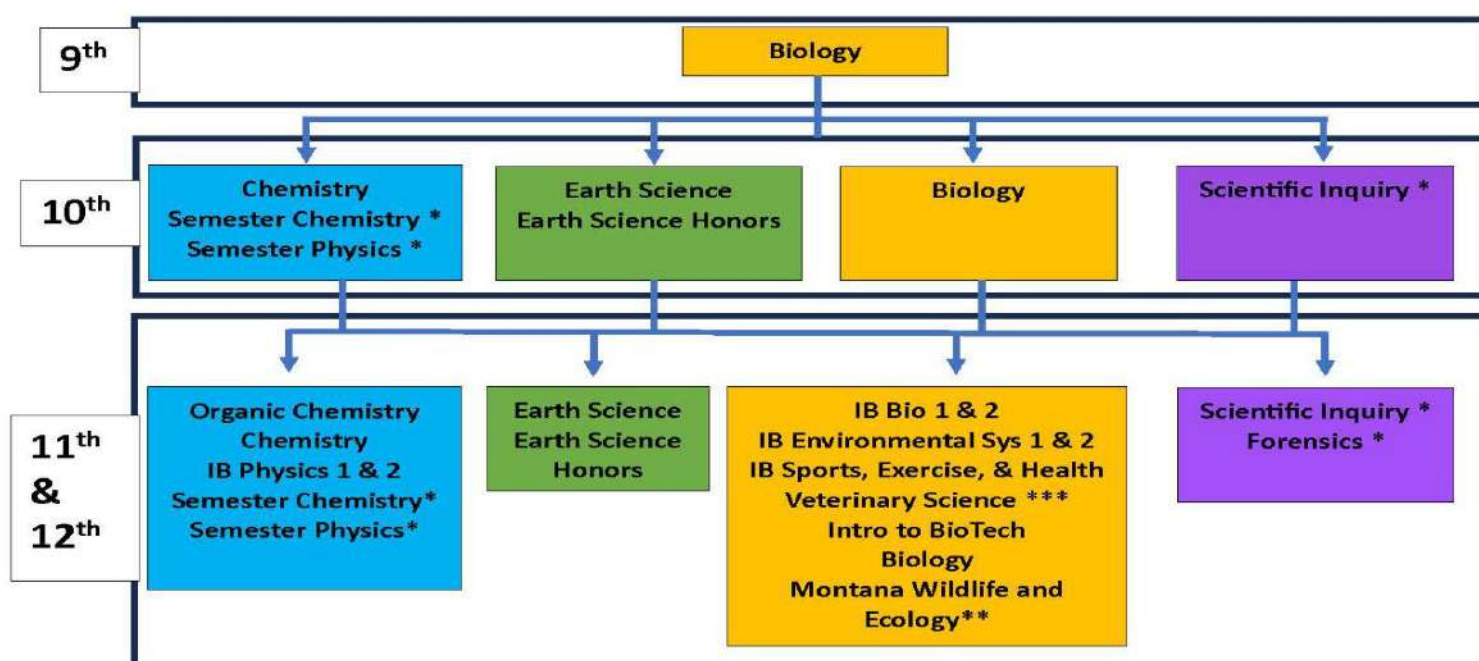 9th
Biology
10th
Chemistry
Semester Chemistry *
Semester Physics *
Earth Science
Earth Science Honors
Biology
Scientific Inquiry *
11th
&
12th
Organic Chemistry
Chemistry
IB Physics 1 & 2
Semester Chemistry*
Semester Physics*
Earth Science
Earth Science
Honors
IB Bio 1 & 2
IB Environmental Sys 1 & 2
IB Sports, Exercise, & Health
Veterinary Science ***
Intro to BioTech
Biology
Montana Wildlife and
Ecology**
Scientific Inquiry *
Forensics *